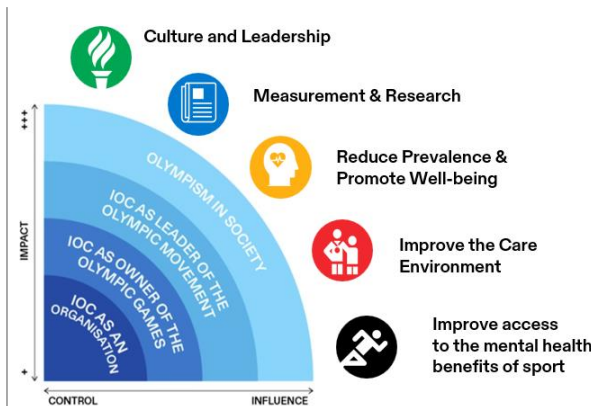 Culture and Leadership
Measurement & Research
Reduce Prevalence &
Promote Well-being
Improve the Care
Environment
Improve access
to the mental health
benefits of sport
+++
IMPACT
+
OLYMPISM IN SOCIETY
IOC AS LEADER OF THE
OLYMPIC MOVEMENT
IOC AS OWNER OF THE
OLYMPIC GAMES
IOC AS AN
ORGANISATION
CONTROL
INFLUENCE